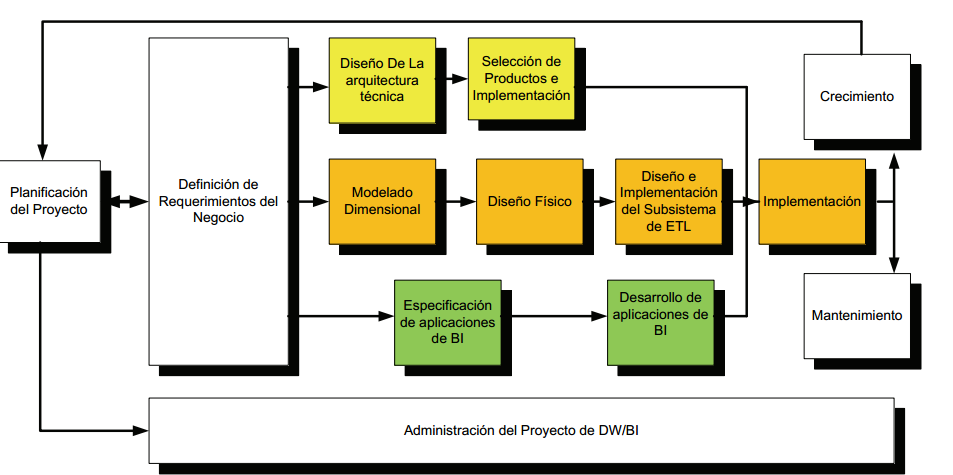 Planificación
del Proyecto
Definición de
Requerimientos del
Negocio
Diseño De La
arquitectura
técnica
Selección de
Productos e
Implementación
Modelado
Dimensional
Diseño Físico
Diseño e
Implementación
del Subsistema
de ETL
Implementación
Especificación
de aplicaciones
de BI
Desarrollo de
aplicaciones de
BI
Crecimiento
Mantenimiento
Administración del Proyecto de DW/BI